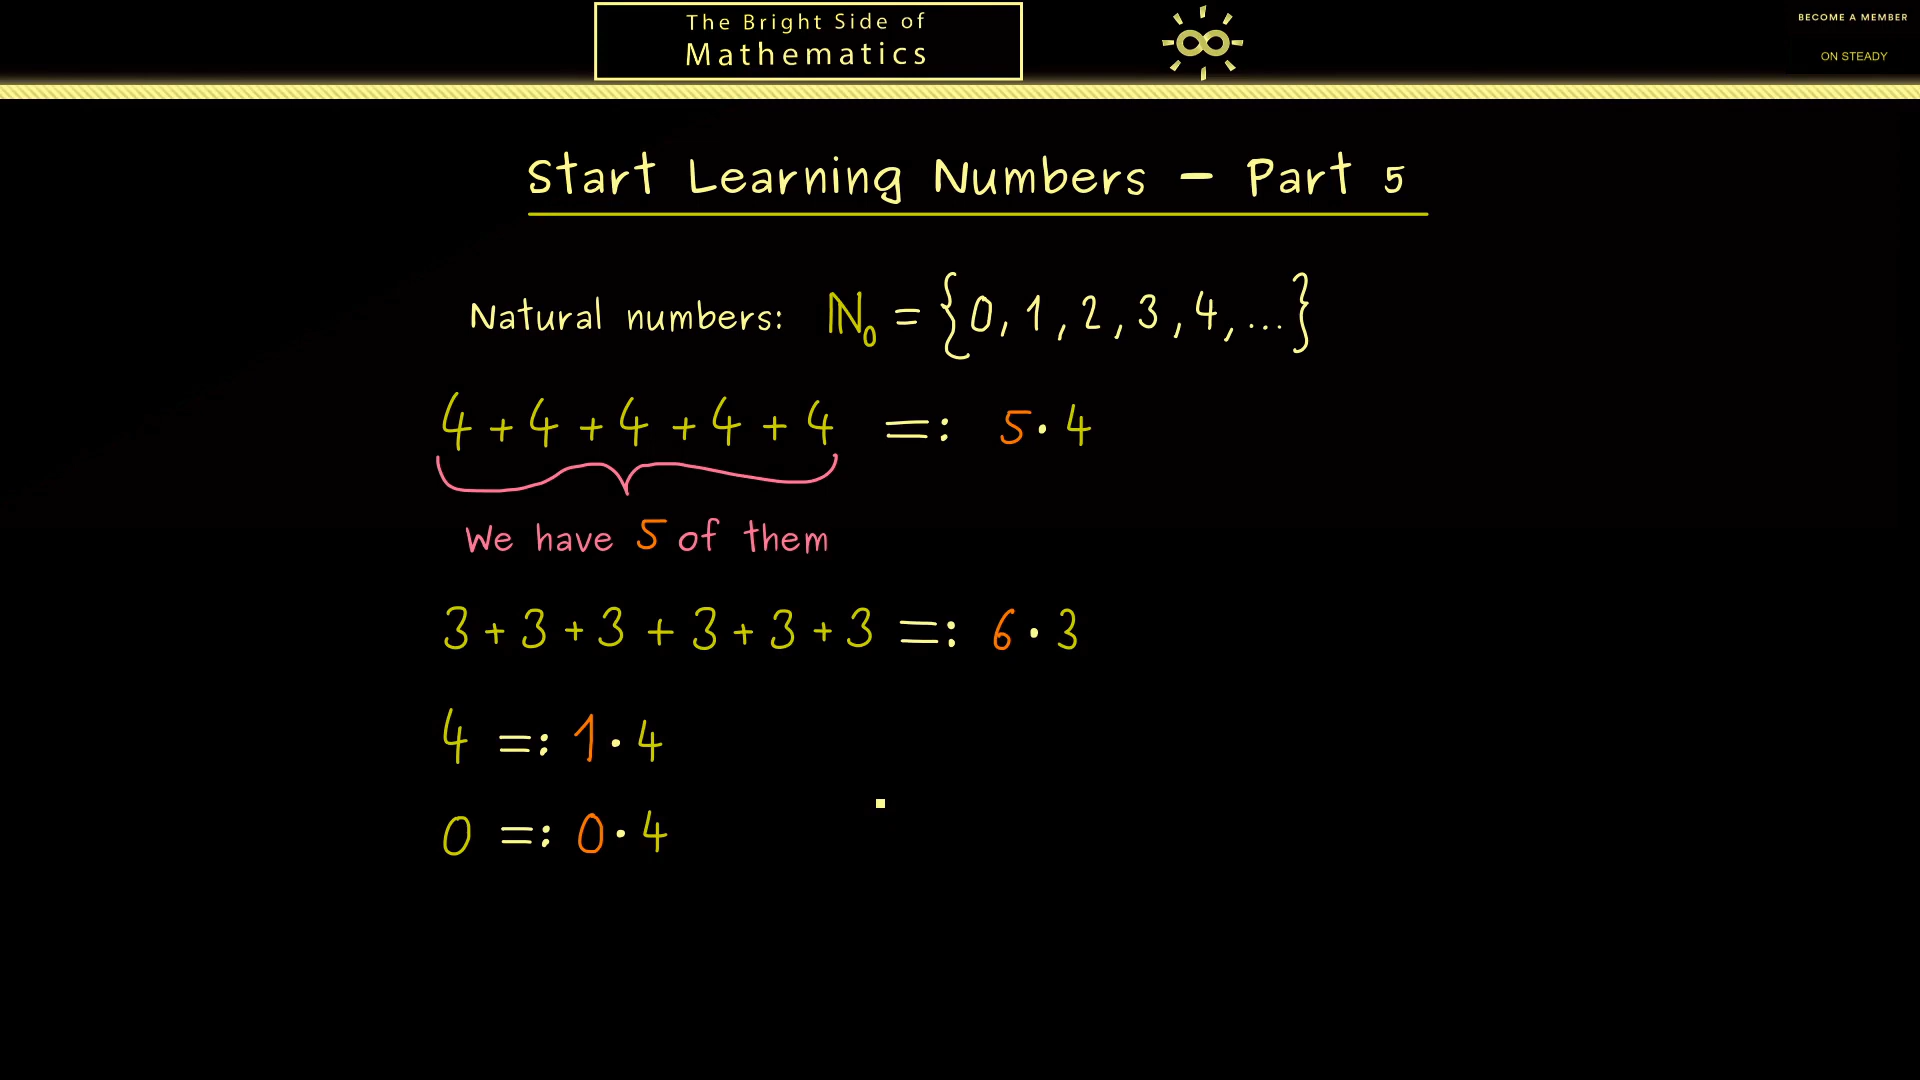 The Bright Side of
Mathematics
BECOME A MEMBER
ON STEADY
Start Learning Numbers – Part 5
Natural numbers: ℕ₀ = {0, 1, 2, 3, 4, ...}
4 + 4 + 4 + 4 + 4 =: 5 · 4
We have 5 of them
3 + 3 + 3 + 3 + 3 + 3 =: 6 · 3
4 =: 1 · 4
0 =: 0 · 4